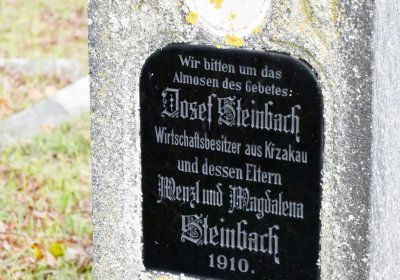 Wir bitten um das
Almosen des Gebetes:
Josef Steinbach
Wirtschaftsbesitzer aus Křzakau
und dessen Eltern
Wenzl und Magdalena
Steinbach
1910.